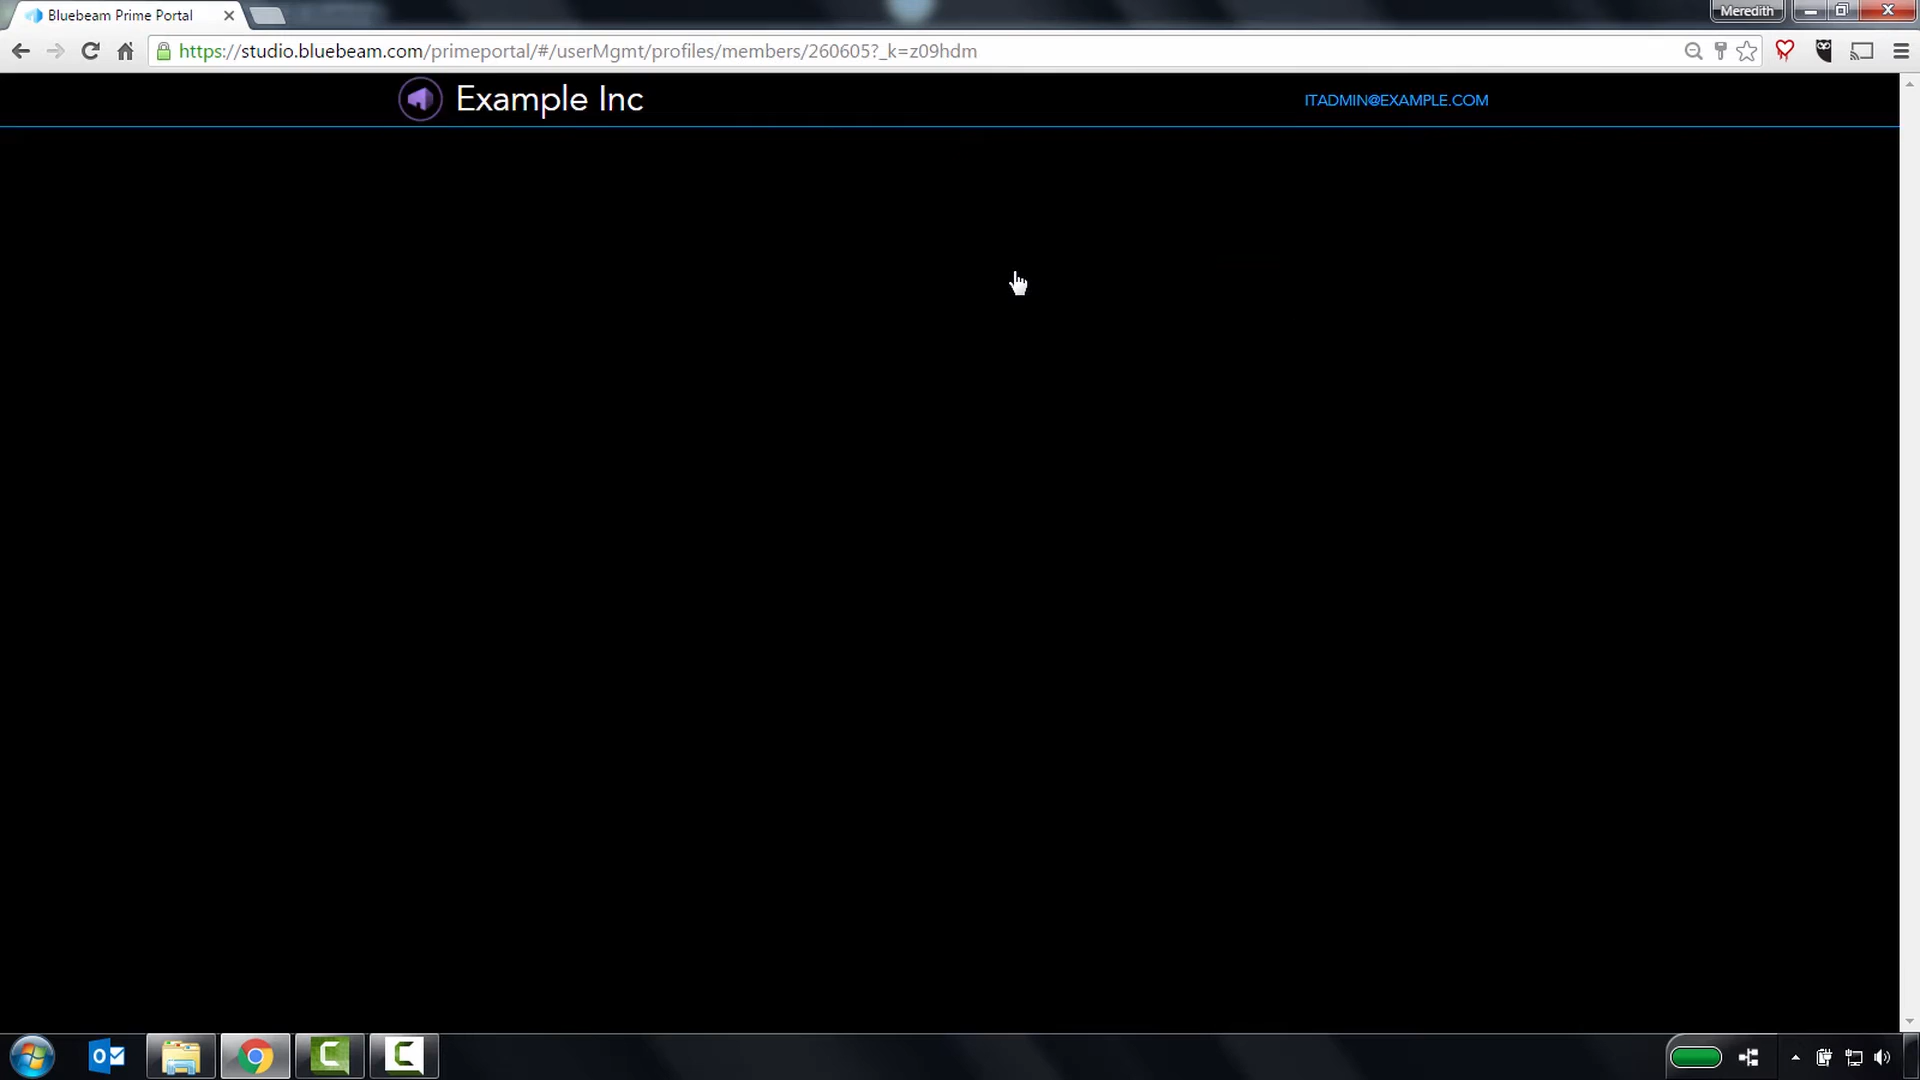 Bluebeam Prime Portal
Meredith
https://studio.bluebeam.com/primeportal/#/userMgmt/profiles/members/260605?_k=z09hdm
Example Inc
ITADMIN@EXAMPLE.COM